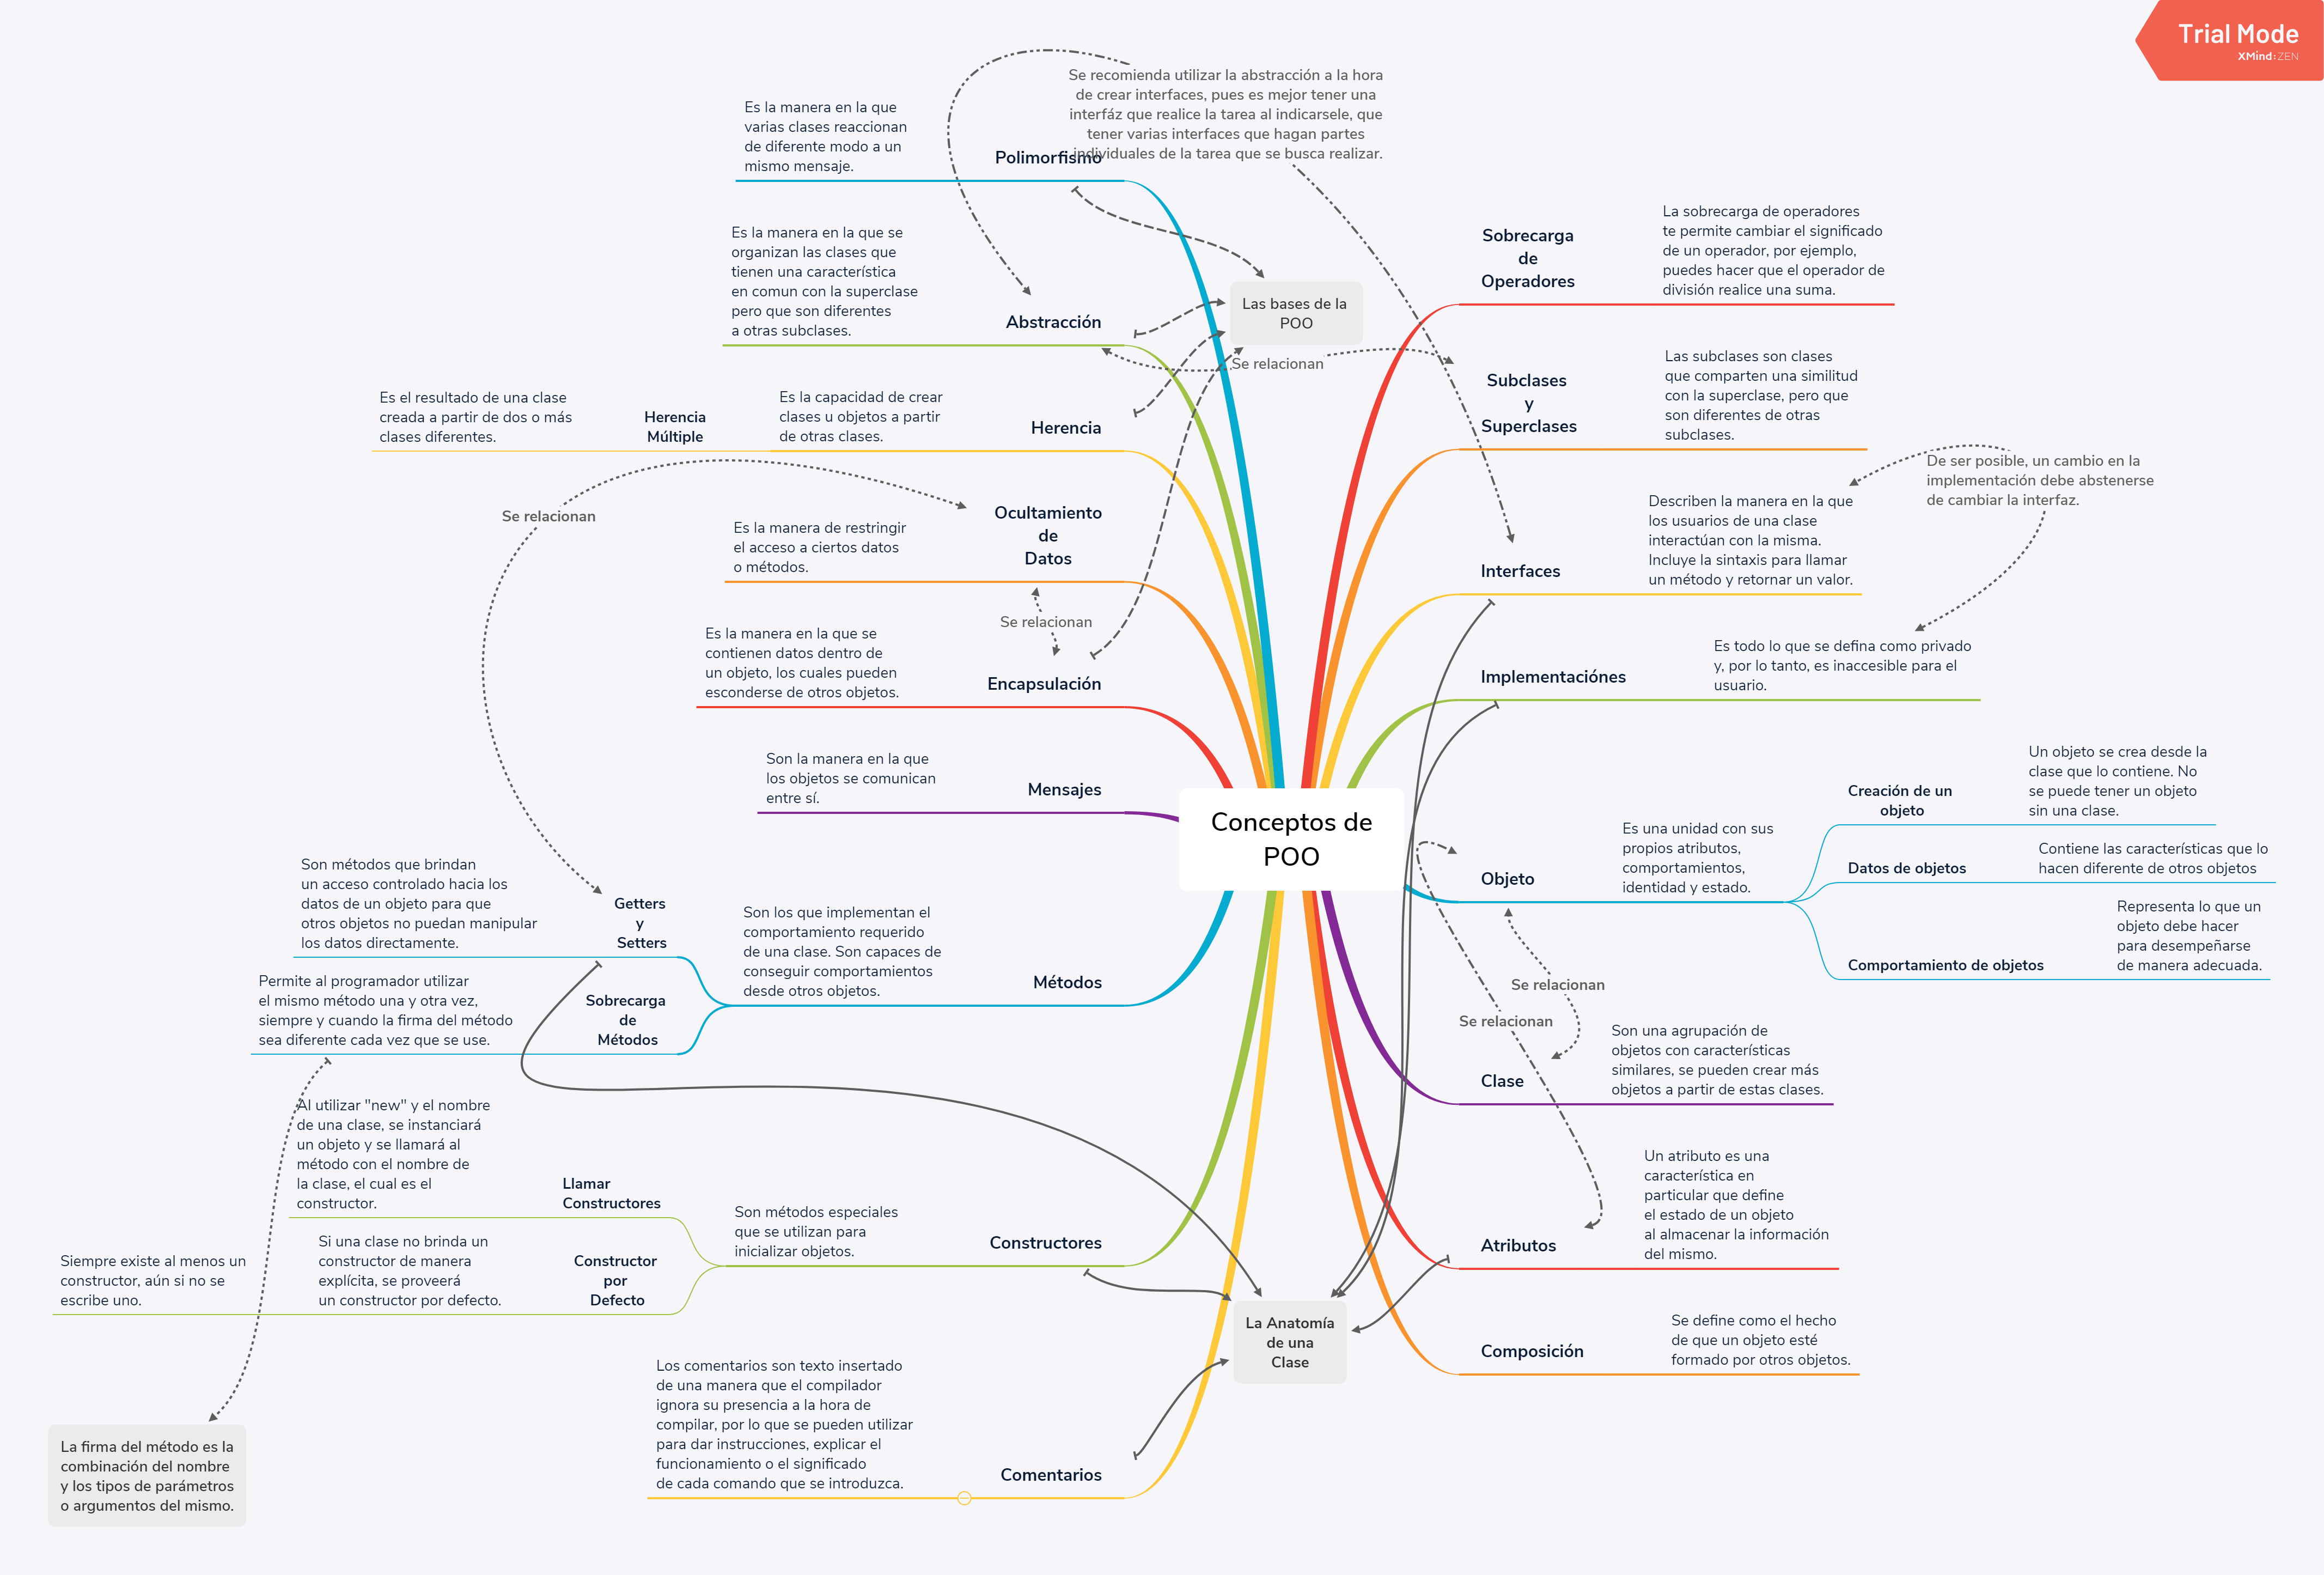 Trial Mode
XMind:ZEN
Conceptos de
POO
Se recomienda utilizar la abstracción a la hora
de crear interfaces, pues es mejor tener una
interfáz que realice la tarea al indicarsele, que
tener varias interfaces que hagan partes
individuales de la tarea que se busca realizar.
Polimorfismo
Es la manera en la que
varias clases reaccionan
de diferente modo a un
mismo mensaje.
Abstracción
Es la manera en la que se
organizan las clases que
tienen una característica
en comun con la superclase
pero que son diferentes
a otras subclases.
Las bases de la
POO
Se relacionan
Herencia
Es la capacidad de crear
clases u objetos a partir
de otras clases.
Herencia
Múltiple
Es el resultado de una clase
creada a partir de dos o más
clases diferentes.
Se relacionan
Ocultamiento
de
Datos
Es la manera de restringir
el acceso a ciertos datos
o métodos.
Se relacionan
Encapsulación
Es la manera en la que se
contienen datos dentro de
un objeto, los cuales pueden
esconderse de otros objetos.
Mensajes
Son la manera en la que
los objetos se comunican
entre sí.
Métodos
Son los que implementan el
comportamiento requerido
de una clase. Son capaces de
conseguir comportamientos
desde otros objetos.
Getters
y
Setters
Son métodos que brindan
un acceso controlado hacia los
datos de un objeto para que
otros objetos no puedan manipular
los datos directamente.
Sobrecarga
de
Métodos
Permite al programador utilizar
el mismo método una y otra vez,
siempre y cuando la firma del método
sea diferente cada vez que se use.
Constructores
Son métodos especiales
que se utilizan para
inicializar objetos.
Llamar
Constructores
Al utilizar "new" y el nombre
de una clase, se instanciará
un objeto y se llamará al
método con el nombre de
la clase, el cual es el
constructor.
Constructor
por
Defecto
Si una clase no brinda un
constructor de manera
explícita, se proveerá
un constructor por defecto.
Siempre existe al menos un
constructor, aún si no se
escribe uno.
Comentarios
Los comentarios son texto insertado
de una manera que el compilador
ignora su presencia a la hora de
compilar, por lo que se pueden utilizar
para dar instrucciones, explicar el
funcionamiento o el significado
de cada comando que se introduzca.
La firma del método es la
combinación del nombre
y los tipos de parámetros
o argumentos del mismo.
La Anatomía
de una
Clase
Sobrecarga
de
Operadores
La sobrecarga de operadores
te permite cambiar el significado
de un operador, por ejemplo,
puedes hacer que el operador de
división realice una suma.
Subclases
y
Superclases
Las subclases son clases
que comparten una similitud
con la superclase, pero que
son diferentes de otras
subclases.
De ser posible, un cambio en la
implementación debe abstenerse
de cambiar la interfaz.
Interfaces
Describen la manera en la que
los usuarios de una clase
interactúan con la misma.
Incluye la sintaxis para llamar
un método y retornar un valor.
Implementaciónes
Es todo lo que se defina como privado
y, por lo tanto, es inaccesible para el
usuario.
Objeto
Es una unidad con sus
propios atributos,
comportamientos,
identidad y estado.
Creación de un
objeto
Un objeto se crea desde la
clase que lo contiene. No
se puede tener un objeto
sin una clase.
Datos de objetos
Contiene las características que lo
hacen diferente de otros objetos
Comportamiento de objetos
Representa lo que un
objeto debe hacer
para desempeñarse
de manera adecuada.
Se relacionan
Se relacionan
Clase
Son una agrupación de
objetos con características
similares, se pueden crear más
objetos a partir de estas clases.
Atributos
Un atributo es una
característica en
particular que define
el estado de un objeto
al almacenar la información
del mismo.
Composición
Se define como el hecho
de que un objeto esté
formado por otros objetos.